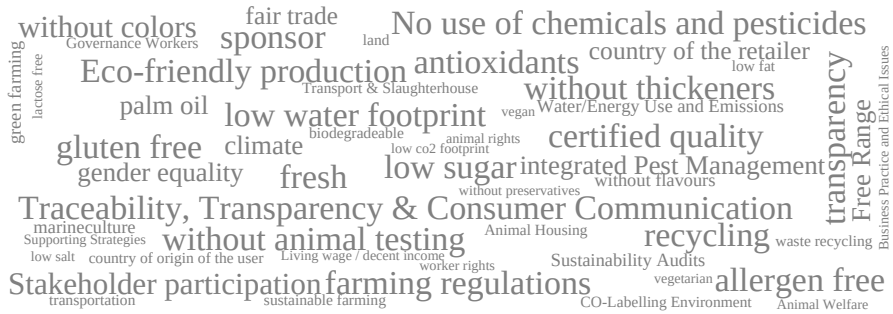 without colors
fair trade
No use of chemicals and pesticides
Governance Workers
sponsor
land
country of the retailer
green farming
lactose free
Eco-friendly production
antioxidants
low fat
Transport & Slaughterhouse
without thickeners
palm oil
low water footprint
vegan
Water/Energy Use and Emissions
transparency
Free Range
Business Practice and Ethical Issues
biodegradeable
animal rights
certified quality
gluten free
climate
low co2 footprint
gender equality
fresh
low sugar
integrated Pest Management
without flavours
without preservatives
Traceability, Transparency & Consumer Communication
marineculture
Supporting Strategies
without animal testing
Animal Housing
recycling
waste recycling
low salt
country of origin of the user
Living wage / decent income
worker rights
Sustainability Audits
Stakeholder participation
farming regulations
vegetarian
allergen free
transportation
sustainable farming
CO-Labelling Environment
Animal Welfare